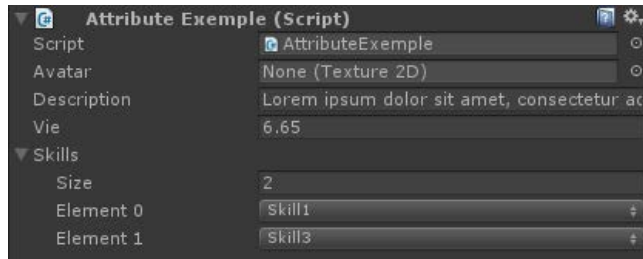 Attribute Exemple (Script)
Script AttributeExemple
Avatar None (Texture 2D)
Description Lorem ipsum dolor sit amet, consectetur ad
Vie 6.65
Skills
Size 2
Element 0 Skill1
Element 1 Skill3